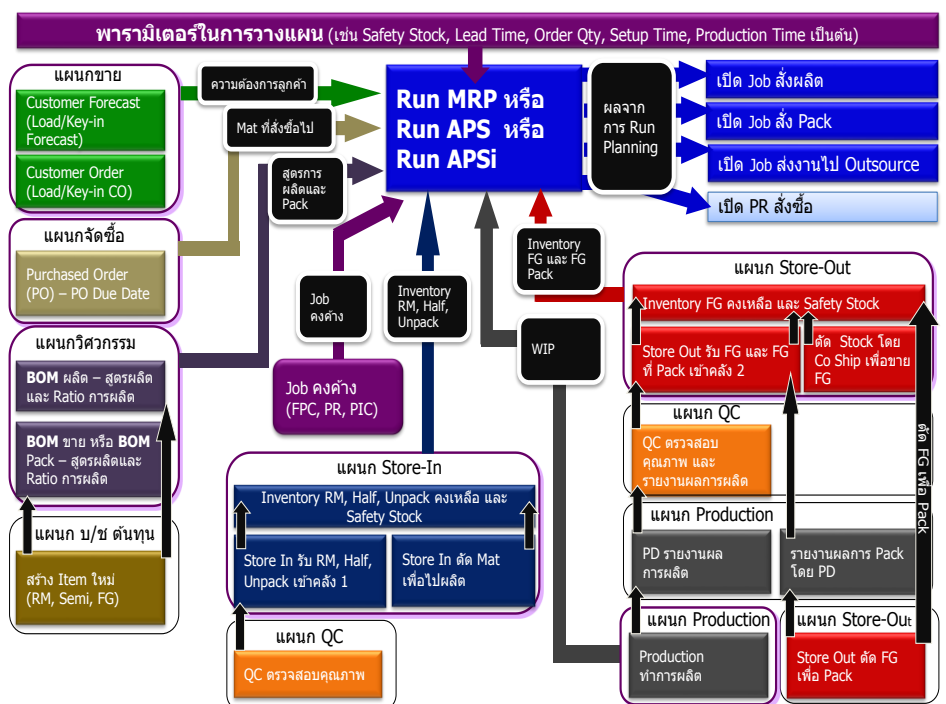 พารามิเตอร์ในการวางแผน (เช่น Safety Stock, Lead Time, Order Qty, Setup Time, Production Time เป็นต้น)
แผนกขาย
Customer Forecast
(Load/Key-in
Forecast)
Customer Order
(Load/Key-in CO)
แผนกจัดซื้อ
Purchased Order
(PO) – PO Due Date
แผนกวิศวกรรม
BOM ผลิต – สูตรผลิต
และ Ratio การผลิต
BOM ขาย หรือ BOM
Pack – สูตรผลิตและ
Ratio การผลิต
แผนก บ/ช ต้นทุน
สร้าง Item ใหม่
(RM, Semi, FG)
ความต้องการลูกค้า
Mat ที่สั่งซื้อไป
สูตรการ
ผลิตและ
Pack
Job
คงค้าง
Job คงค้าง
(FPC, PR, PIC)
Inventory
RM, Half,
Unpack
Run MRP หรือ
Run APS หรือ
Run APSi
ผลจาก
การ Run
Planning
เปิด Job สั่งผลิต
เปิด Job สั่ง Pack
เปิด Job ส่งงานไป Outsource
เปิด PR สั่งซื้อ
Inventory
FG และ FG
Pack
WIP
แผนก Store-In
Inventory RM, Half, Unpack คงเหลือ และ
Safety Stock
Store In รับ RM, Half,
Unpack เข้าคลัง 1
Store In ตัด Mat
เพื่อไปผลิต
แผนก QC
QC ตรวจสอบคุณภาพ
แผนก Store-Out
Inventory FG คงเหลือ และ Safety Stock
Store Out รับ FG และ FG
ที่ Pack เข้าคลัง 2
ตัด Stock โดย
Co Ship เพื่อขาย
FG
แผนก QC
QC ตรวจสอบ
คุณภาพ และ
รายงานผลการผลิต
แผนก Production
PD รายงานผล
การผลิต
รายงานผลการ Pack
โดย PD
แผนก Production
Production
ทำการผลิต
แผนก Store-Out
Store Out ตัด FG
เพื่อ Pack
ตัด FG เพื่อ Pack